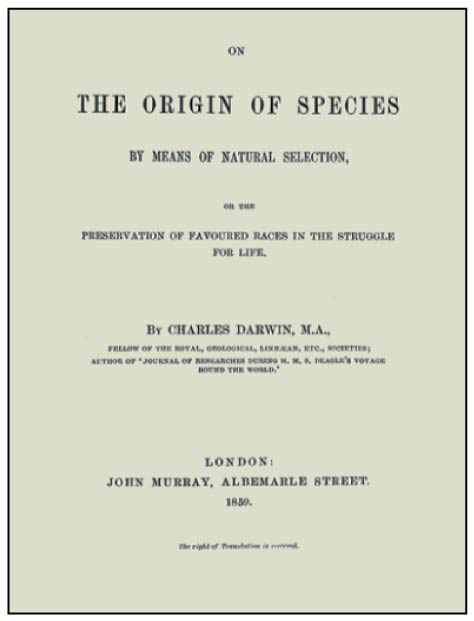 ON
THE ORIGIN OF SPECIES
BY MEANS OF NATURAL SELECTION,
OR THE
PRESERVATION OF FAVOURED RACES IN THE STRUGGLE
FOR LIFE.
BY CHARLES DARWIN, M.A.,
FELLOW OF THE ROYAL, GEOLOGICAL, LINNÆAN, ETC., SOCIETIES;
AUTHOR OF 'JOURNAL OF RESEARCHES DURING H. M. S. BEAGLE'S VOYAGE
ROUND THE WORLD.'
LONDON:
JOHN MURRAY, ALBEMARLE STREET.
1859.
The right of Translation is reserved.